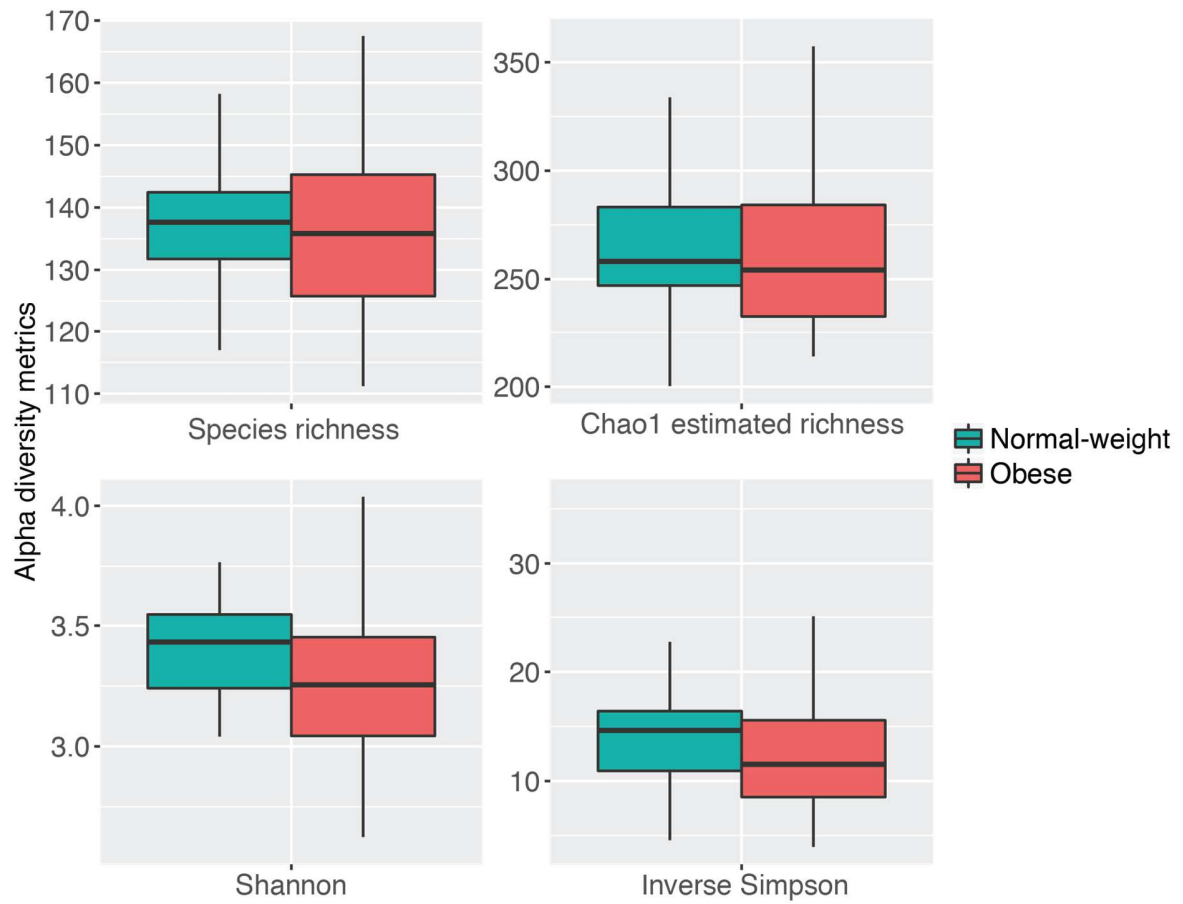 Alpha diversity metrics
170
160
150
140
130
120
110
Species richness
350
300
250
200
Chao1 estimated richness
4.0
3.5
3.0
Shannon
30
20
10
Inverse Simpson
Normal-weight
Obese